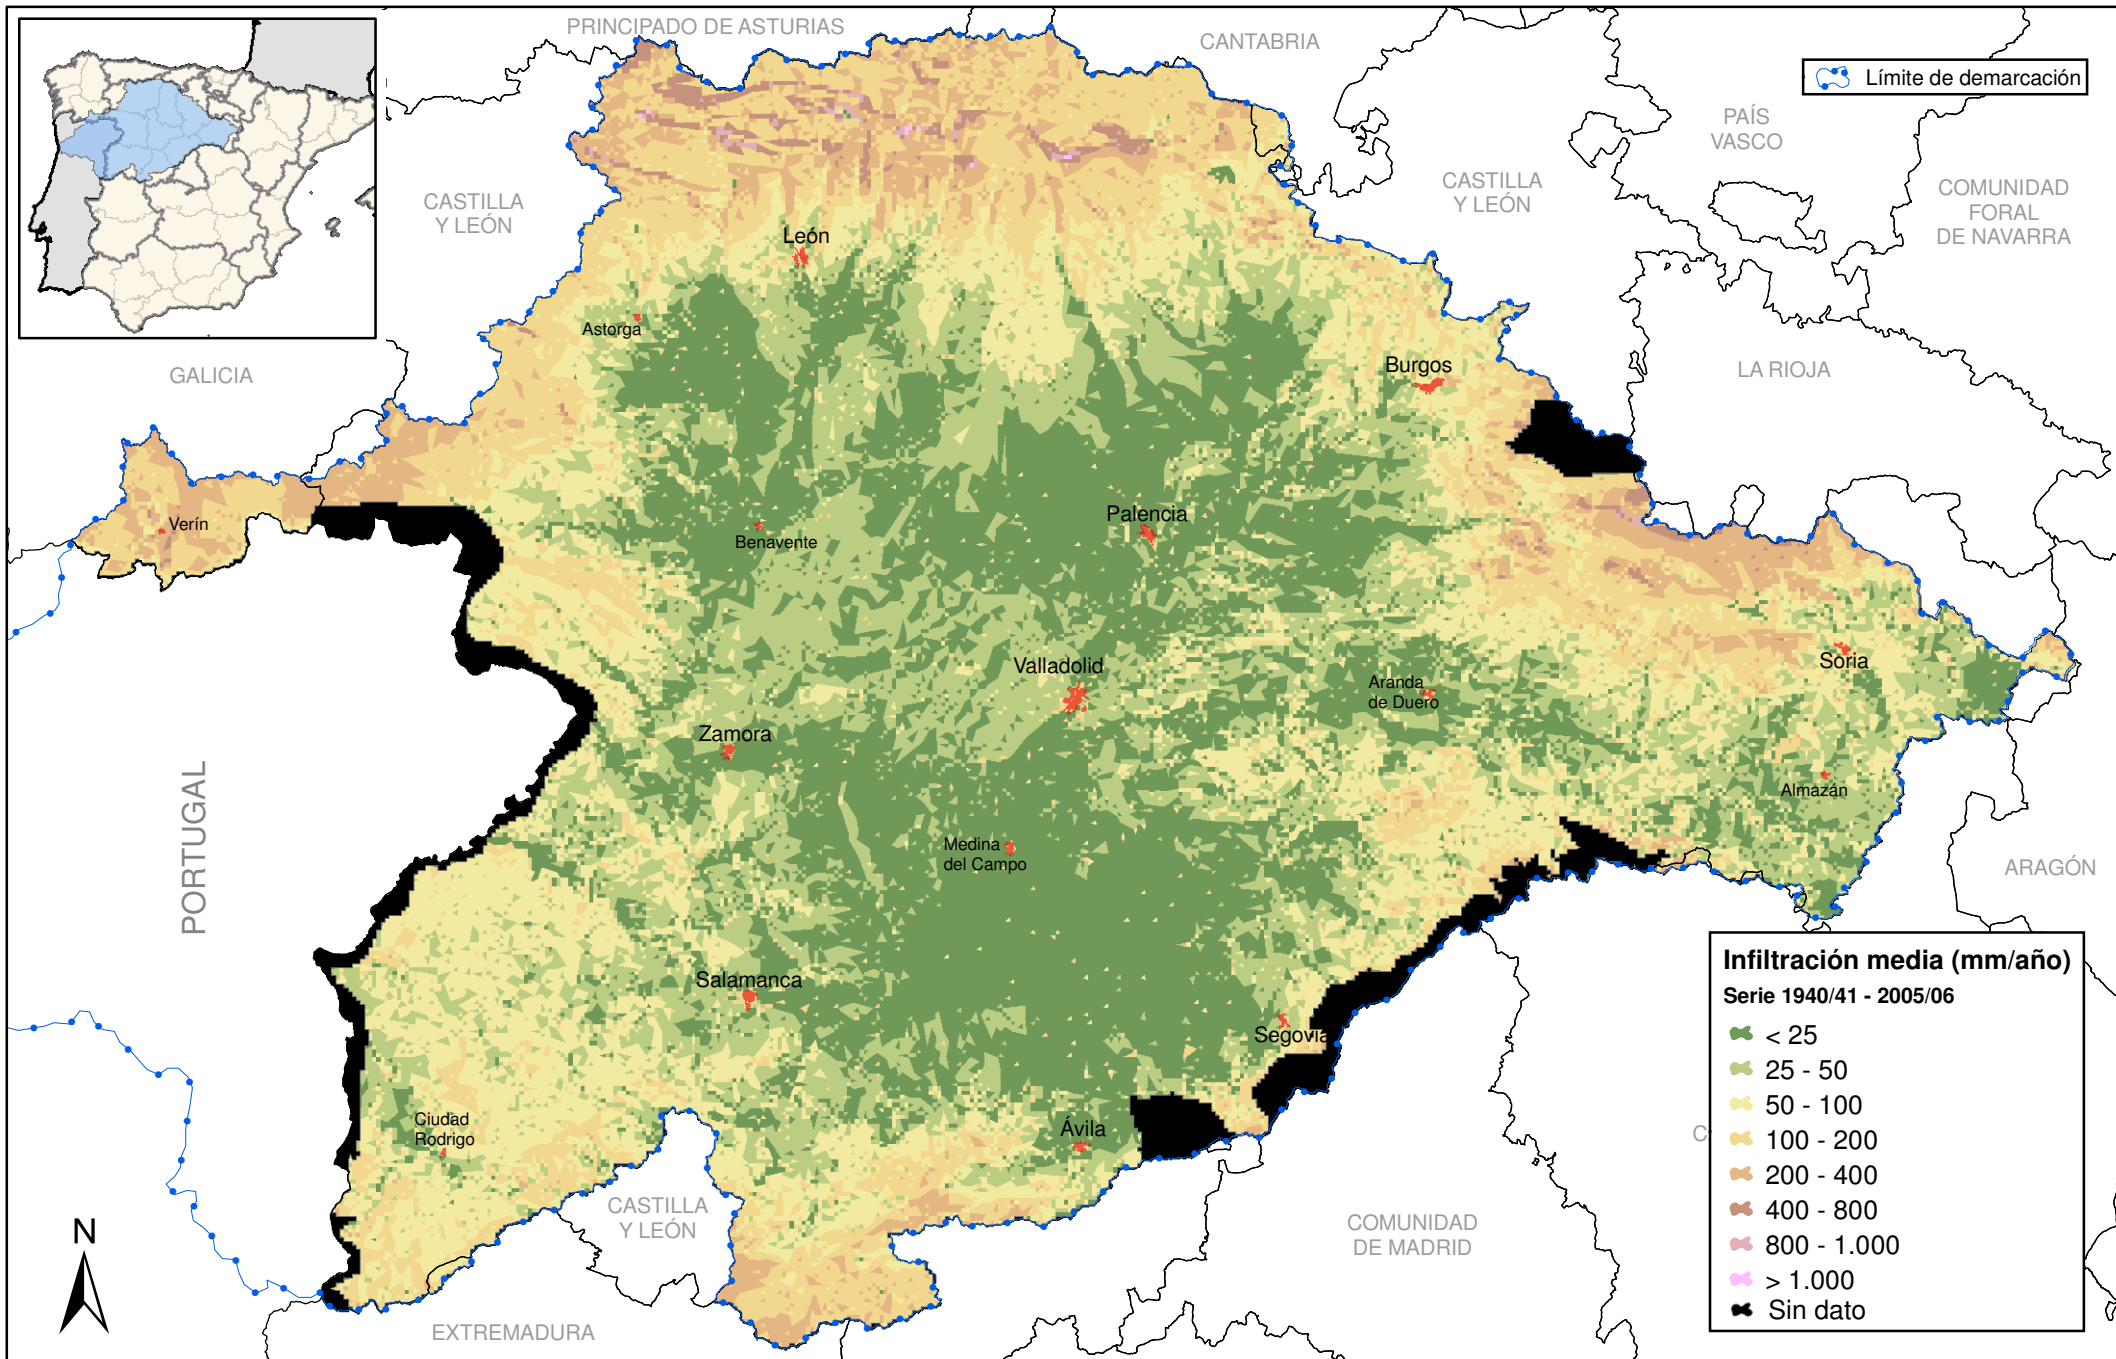 PRINCIPADO DE ASTURIAS
CANTABRIA
Límite de demarcación
PAÍS
VASCO
CASTILLA
Y LEÓN
CASTILLA
Y LEÓN
COMUNIDAD
FORAL
DE NAVARRA
León
Astorga
GALICIA
Burgos
LA RIOJA
Verín
Benavente
Palencia
Valladolid
Soria
Aranda
de Duero
Zamora
PORTUGAL
Almazán
Medina
del Campo
ARAGÓN
Salamanca
Segovia
Ciudad
Rodrigo
Ávila
C
CASTILLA
Y LEÓN
COMUNIDAD
DE MADRID
EXTREMADURA
N
Infiltración media (mm/año)
Serie 1940/41 - 2005/06
< 25
25 - 50
50 - 100
100 - 200
200 - 400
400 - 800
800 - 1.000
> 1.000
Sin dato